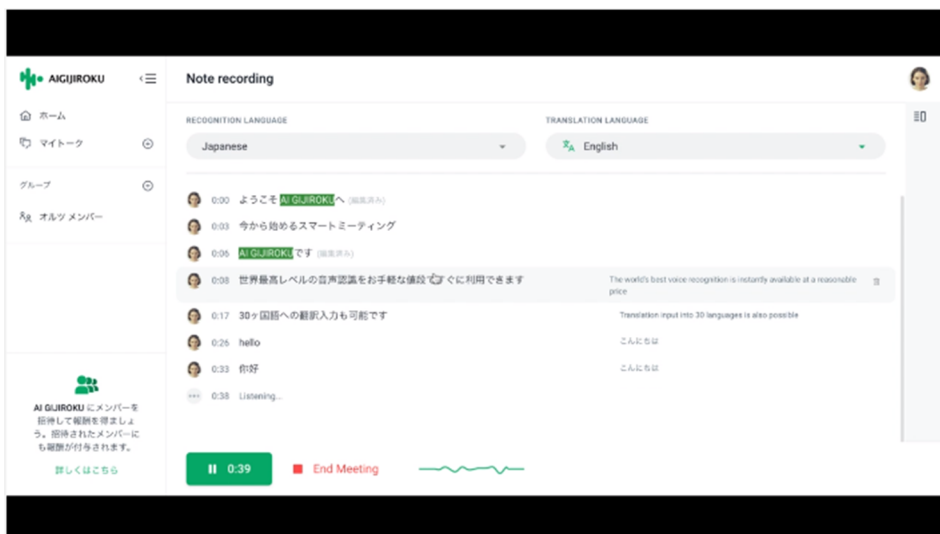 AIGIJIROKU
Note recording
ホーム
マイトーク
グループ
オルツ メンバー
AI GIJIROKU にメンバーを
招待して報酬を得ましょ
う。招待されたメンバーに
も報酬が付与されます。
詳しくはこちら
RECOGNITION LANGUAGE
Japanese
TRANSLATION LANGUAGE
English
0:00 ようこそ AI GIJIROKUへ (編集済み)
0:03 今から始めるスマートミーティング
0:06 AI GIJIROKUです (編集済み)
0:08 世界最高レベルの音声認識をお手軽な値段で ぐに利用できます
The world's best voice recognition is instantly available at a reasonable
price
0:17 30ヶ国語への翻訳入力も可能です
Translation input into 30 languages is also possible
0:26 hello
こんにちは
0:33 你好
こんにちは
0:38 Listening...
0:39
End Meeting